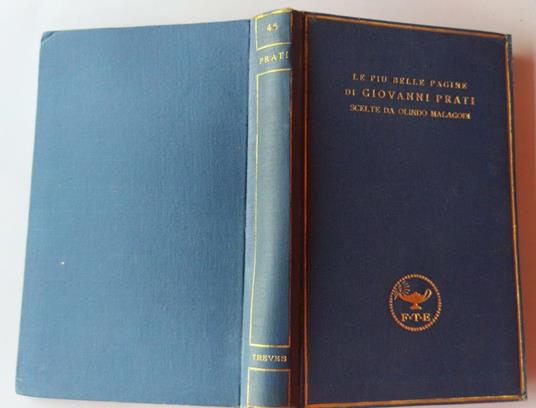 45
PRATI
TREVES
LE PIU BELLE PAGINE
DI GIOVANNI PRATI
SCELTE DA OLINDO MALAGODI
F·T·E